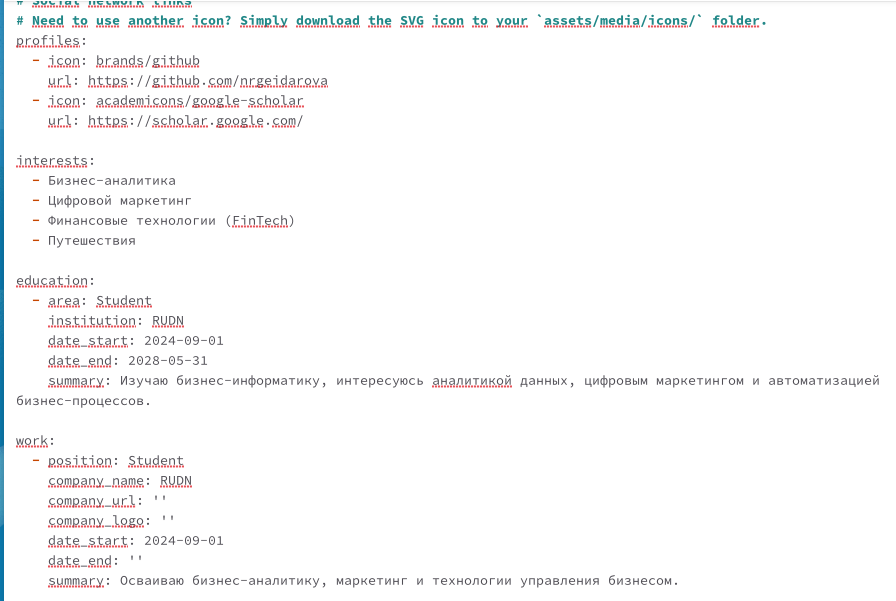 # Social network links
# Need to use another icon? Simply download the SVG icon to your `assets/media/icons/` folder.
profiles:
  - icon: brands/github
    url: https://github.com/nrgeidarova
  - icon: academicons/google-scholar
    url: https://scholar.google.com/

interests:
  - Бизнес-аналитика
  - Цифровой маркетинг
  - Финансовые технологии (FinTech)
  - Путешествия

education:
  - area: Student
    institution: RUDN
    date_start: 2024-09-01
    date_end: 2028-05-31
    summary: Изучаю бизнес-информатику, интересуюсь аналитикой данных, цифровым маркетингом и автоматизацией
бизнес-процессов.

work:
  - position: Student
    company_name: RUDN
    company_url: ''
    company_logo: ''
    date_start: 2024-09-01
    date_end: ''
    summary: Осваиваю бизнес-аналитику, маркетинг и технологии управления бизнесом.